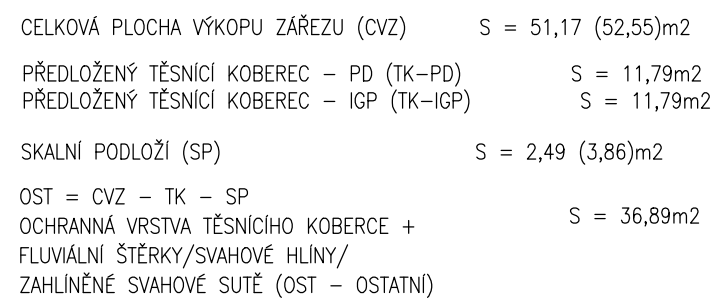 CELKOVÁ PLOCHA VÝKOPU ZÁŘEZU (CVZ) S = 51,17 (52,55)m2
PŘEDLOŽENÝ TĚSNÍCÍ KOBEREC – PD (TK–PD) S = 11,79m2
PŘEDLOŽENÝ TĚSNÍCÍ KOBEREC – IGP (TK–IGP) S = 11,79m2
SKALNÍ PODLOŽÍ (SP) S = 2,49 (3,86)m2
OST = CVZ – TK – SP
OCHRANNÁ VRSTVA TĚSNÍCÍHO KOBERCE + S = 36,89m2
FLUVIÁLNÍ ŠTĚRKY/SVAHOVÉ HLÍNY/
ZAHLÍNĚNÉ SVAHOVÉ SUTĚ (OST – OSTATNÍ)